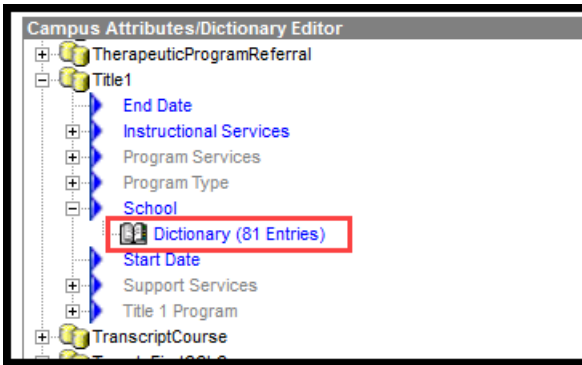 Campus Attributes/Dictionary Editor
TherapeuticProgramReferral
Title1
End Date
Instructional Services
Program Services
Program Type
School
Dictionary (81 Entries)
Start Date
Support Services
Title 1 Program
TranscriptCourse